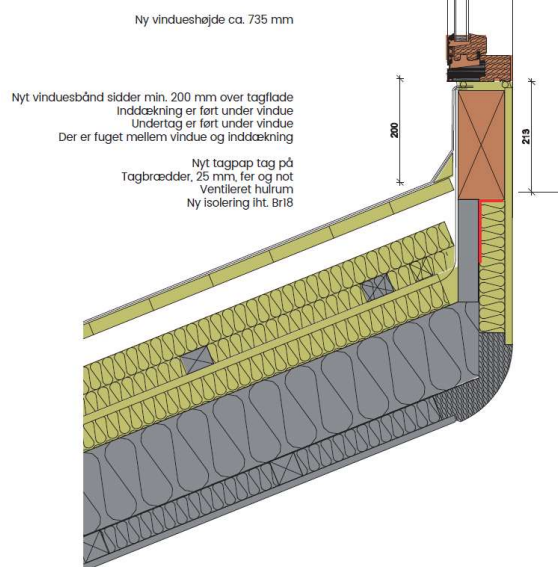 Ny vindueshøjde ca. 735 mm
Nyt vinduesbånd sidder min. 200 mm over tagflade
Inddækning er ført under vindue
Undertag er ført under vindue
Der er fuget mellem vindue og inddækning
Nyt tagpap tag på
Tagbrædder, 25 mm, fer og not
Ventileret hulrum
Ny isolering iht. Br18
200
213